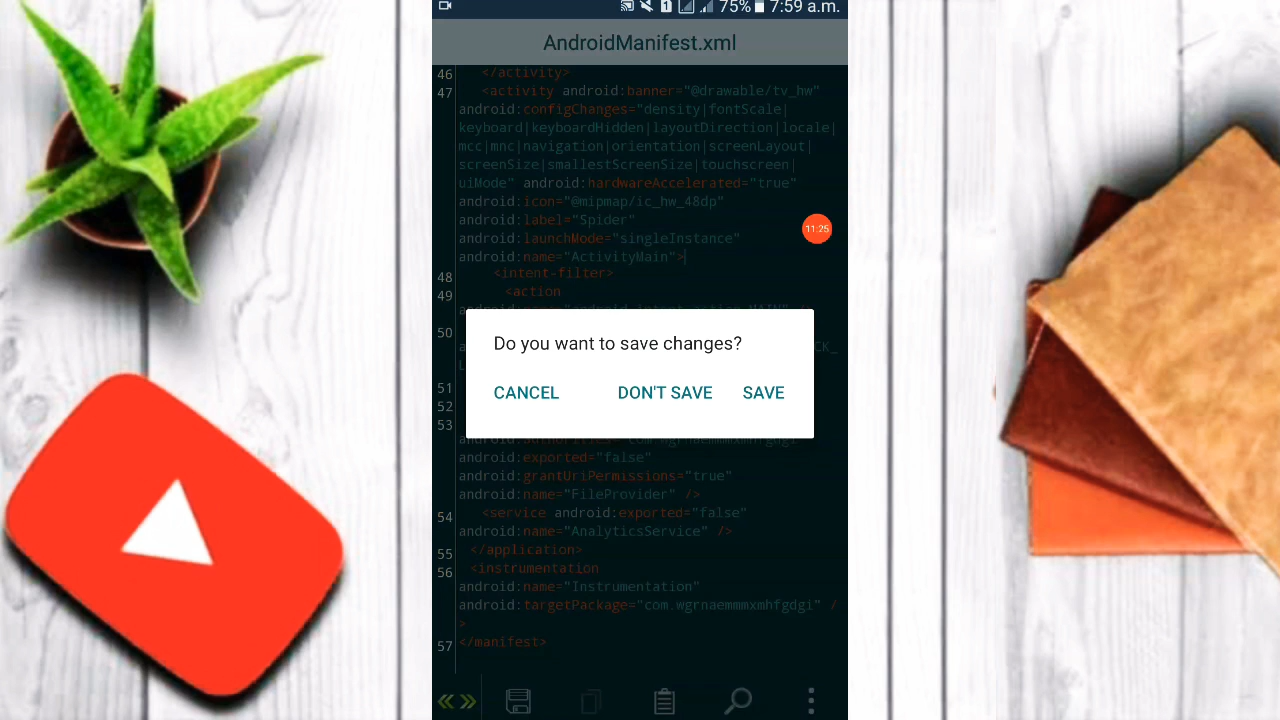 1 75% 7:59 a.m.
AndroidManifest.xml
46 </activity>
47 <activity android:banner="@drawable/tv_hw"
android:configChanges="density|fontScale|
keyboard|keyboardHidden|layoutDirection|locale|
mcc|mnc|navigation|orientation|screenLayout|
screenSize|smallestScreenSize|touchscreen|
uiMode" android:hardwareAccelerated="true"
android:icon="@mipmap/ic_hw_48dp"
android:label="Spider"
android:launchMode="singleInstance"
android:name="ActivityMain">
11:25
48 <intent-filter>
49 <action
50
Do you want to save changes?
CANCEL DON'T SAVE SAVE
51
52
53
android:exported="false"
android:grantUriPermissions="true"
android:name="FileProvider" />
54 <service android:exported="false"
android:name="AnalyticsService" />
55 </application>
56 <instrumentation
android:name="Instrumentation"
android:targetPackage="com.wgrnaemmmxmhfgdgi" /
>
57 </manifest>